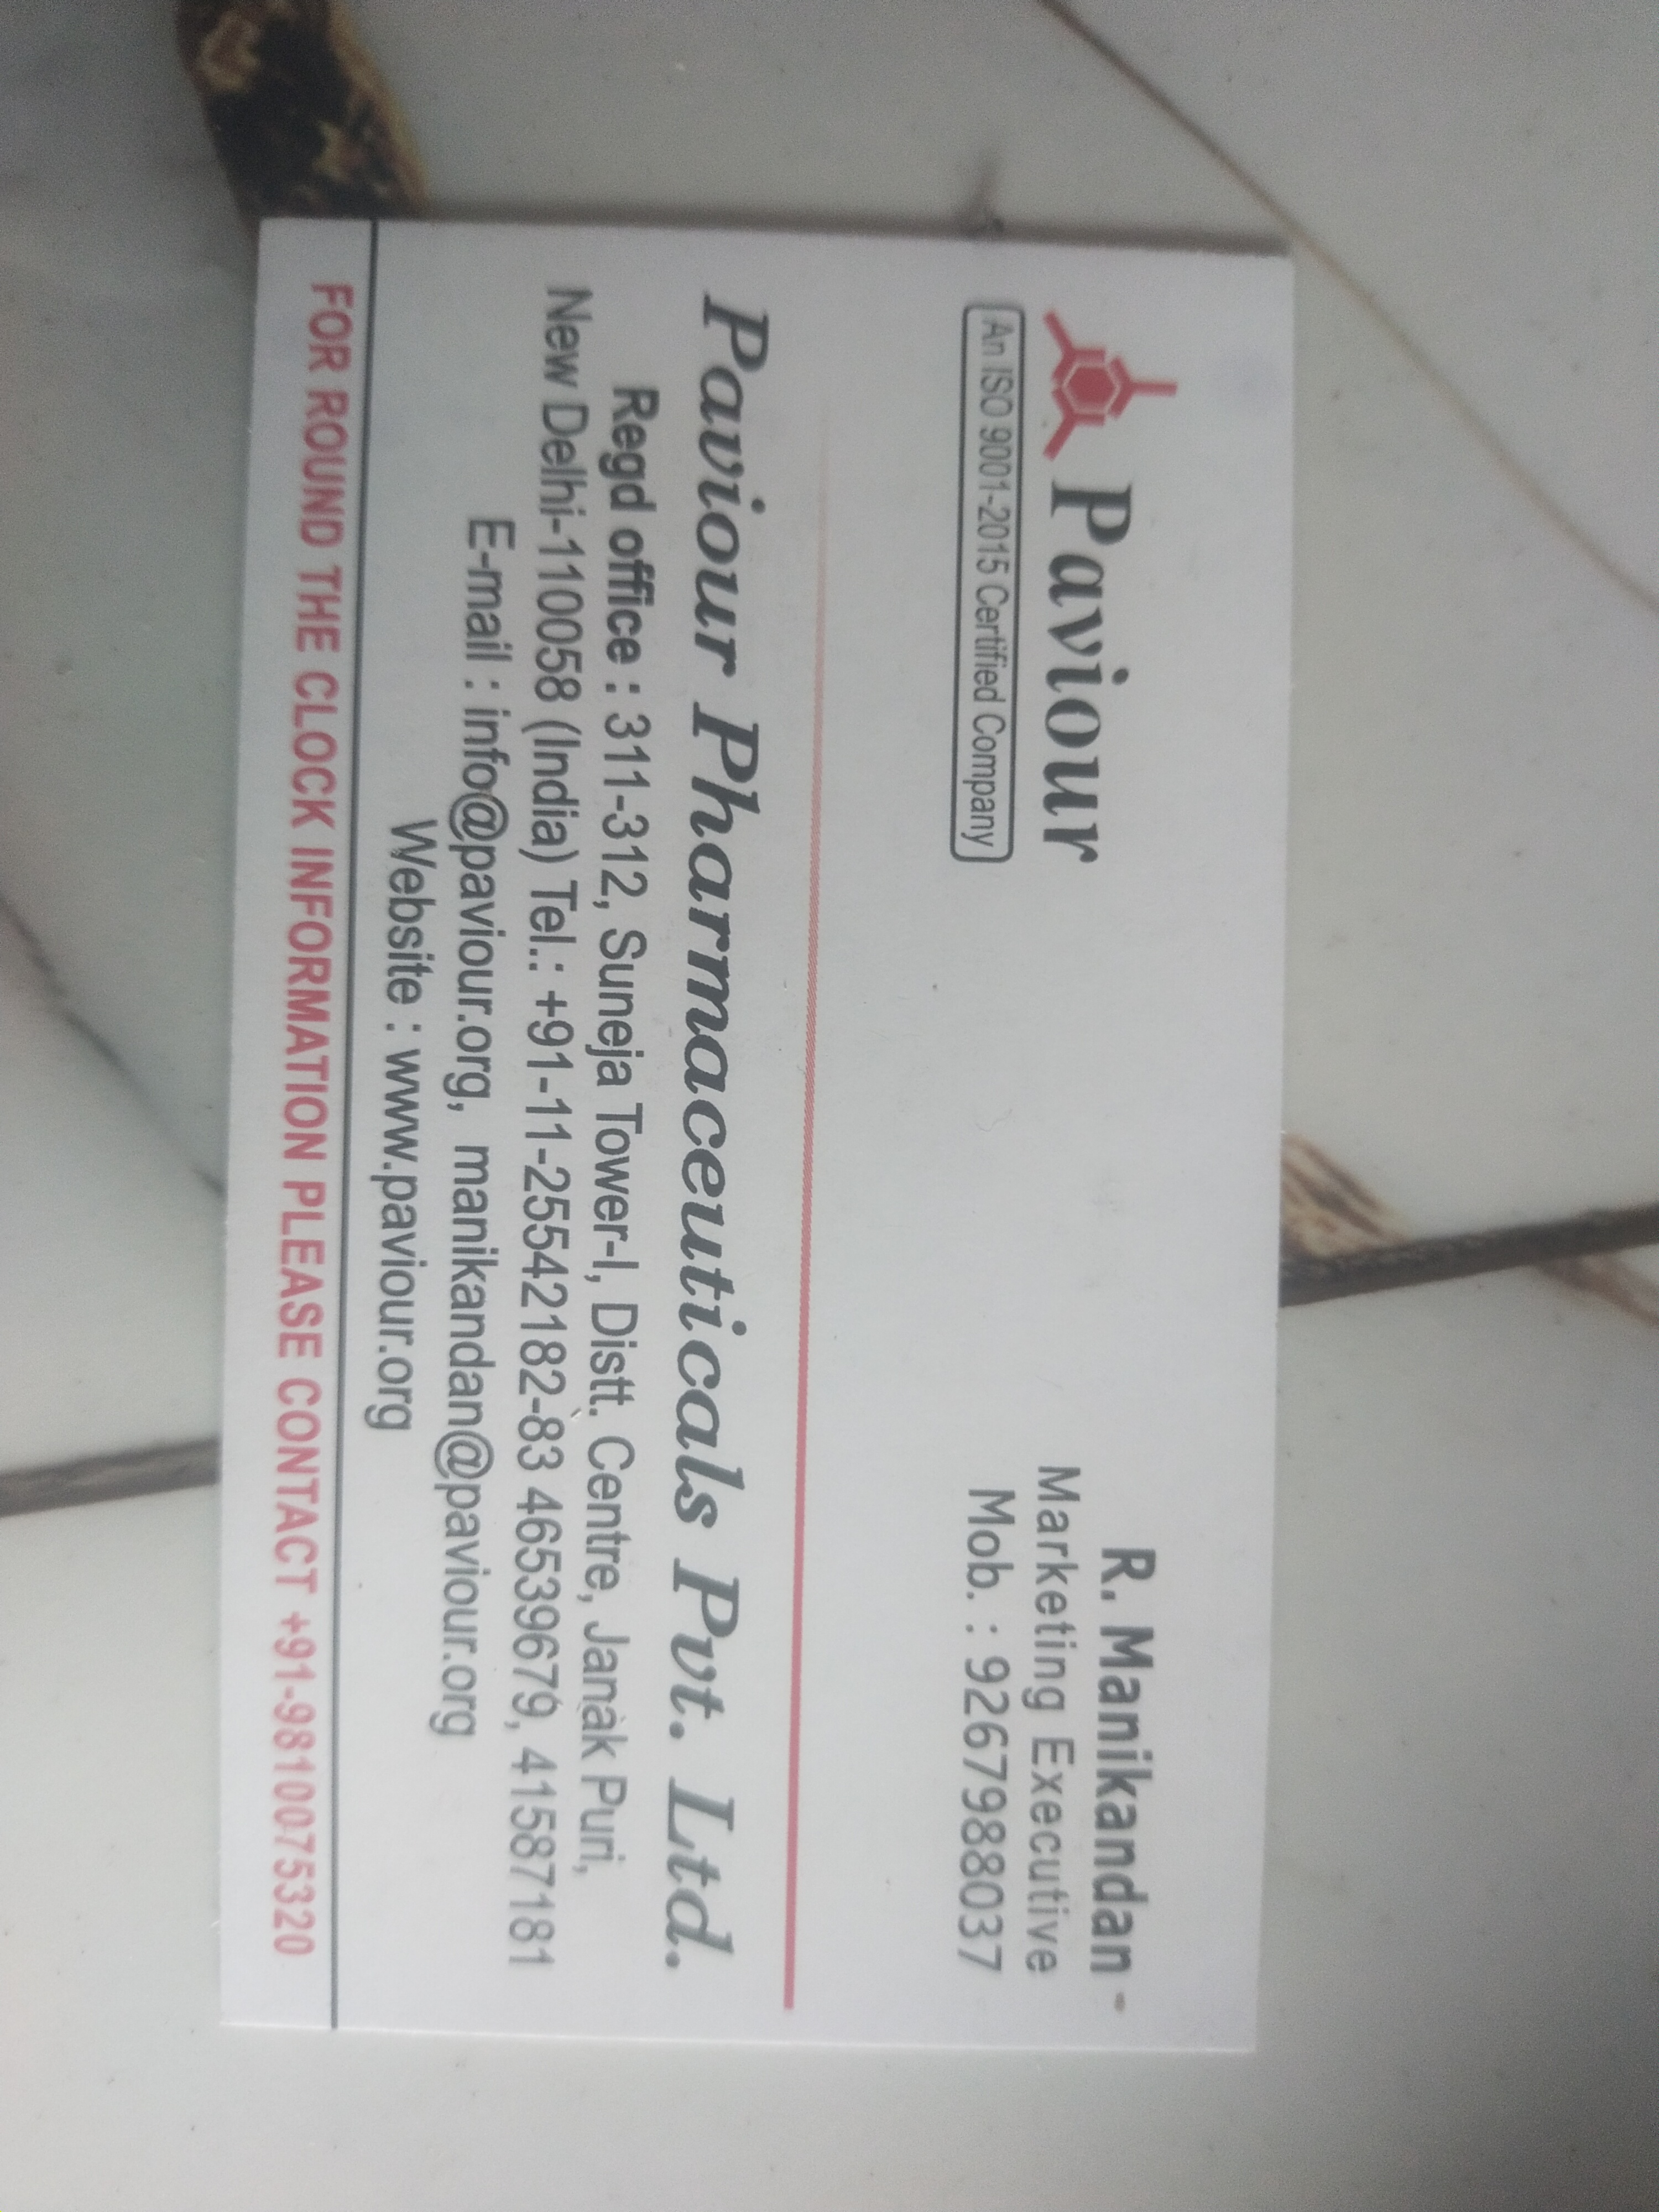 Paviour
An ISO 9001-2015 Certified Company
R. Manikandan
Marketing Executive
Mob. : 9267988037
Paviour Pharmaceuticals Pvt. Ltd.
Regd office : 311-312, Suneja Tower-I, Distt. Centre, Janak Puri,
New Delhi-110058 (India) Tel.: +91-11-25542182-83 46539679, 41587181
E-mail : info@paviour.org, manikandan@paviour.org
Website : www.paviour.org
FOR ROUND THE CLOCK INFORMATION PLEASE CONTACT +91-9810075320